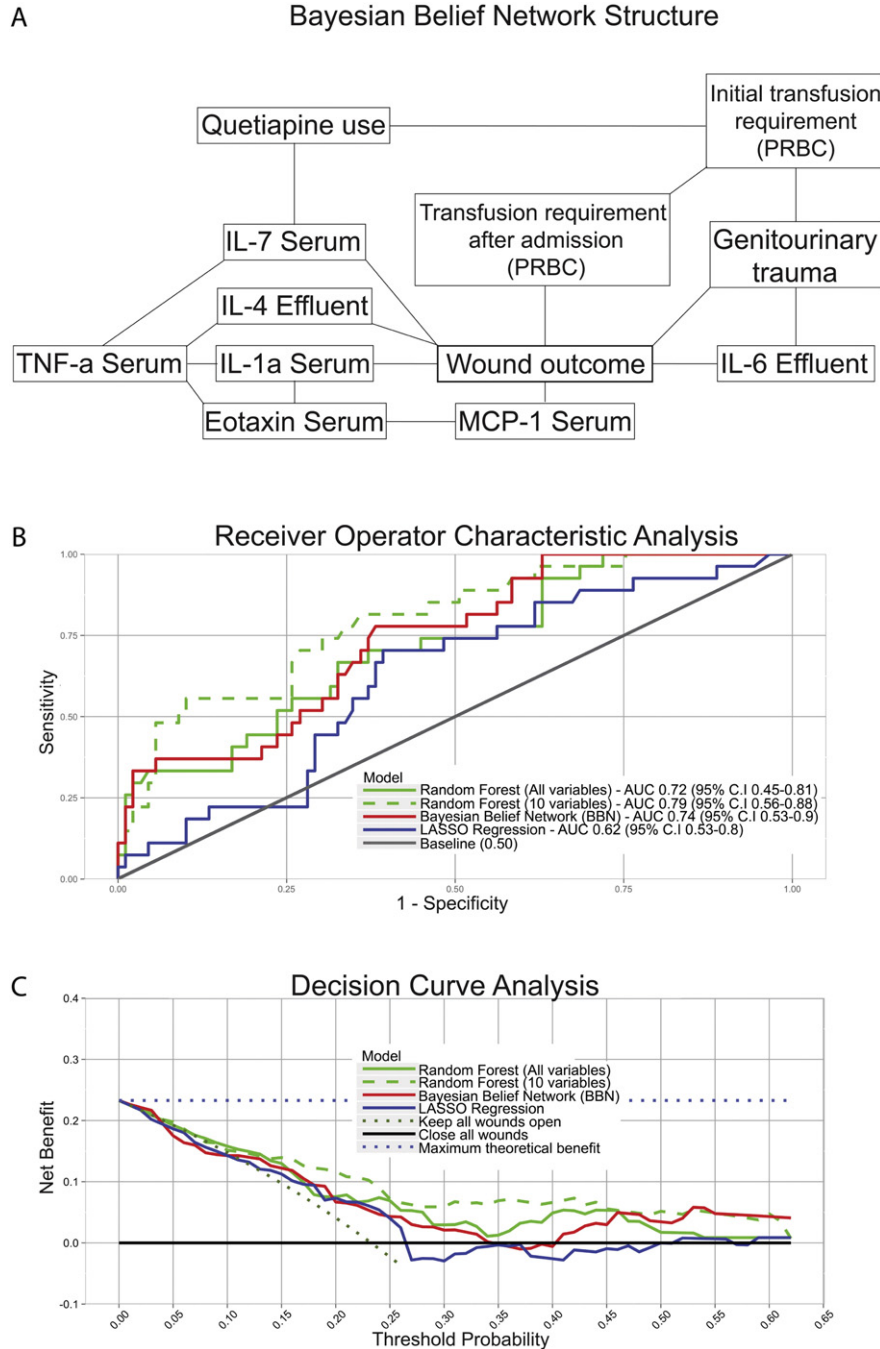 A
Bayesian Belief Network Structure
Quetiapine use
Initial transfusion
requirement
(PRBC)
Transfusion requirement
after admission
(PRBC)
IL-7 Serum
Genitourinary
trauma
IL-4 Effluent
TNF-a Serum
IL-1a Serum
Wound outcome
IL-6 Effluent
Eotaxin Serum
MCP-1 Serum
B
Receiver Operator Characteristic Analysis
1.00
0.75
0.50
0.25
0.00
Sensitivity
Model
Random Forest (All variables) - AUC 0.72 (95% C.I 0.45-0.81)
Random Forest (10 variables) - AUC 0.79 (95% C.I 0.56-0.88)
Bayesian Belief Network (BBN) - AUC 0.74 (95% C.I 0.53-0.9)
LASSO Regression - AUC 0.62 (95% C.I 0.53-0.8)
Baseline (0.50)
0.00 0.25 0.50 0.75 1.00
1 - Specificity
C
Decision Curve Analysis
0.4
0.3
0.2
0.1
0.0
-0.1
Net Benefit
Model
Random Forest (All variables)
Random Forest (10 variables)
Bayesian Belief Network (BBN)
LASSO Regression
Keep all wounds open
Close all wounds
Maximum theoretical benefit
0.00 0.05 0.10 0.15 0.20 0.25 0.30 0.35 0.40 0.45 0.50 0.55 0.60 0.65
Threshold Probability